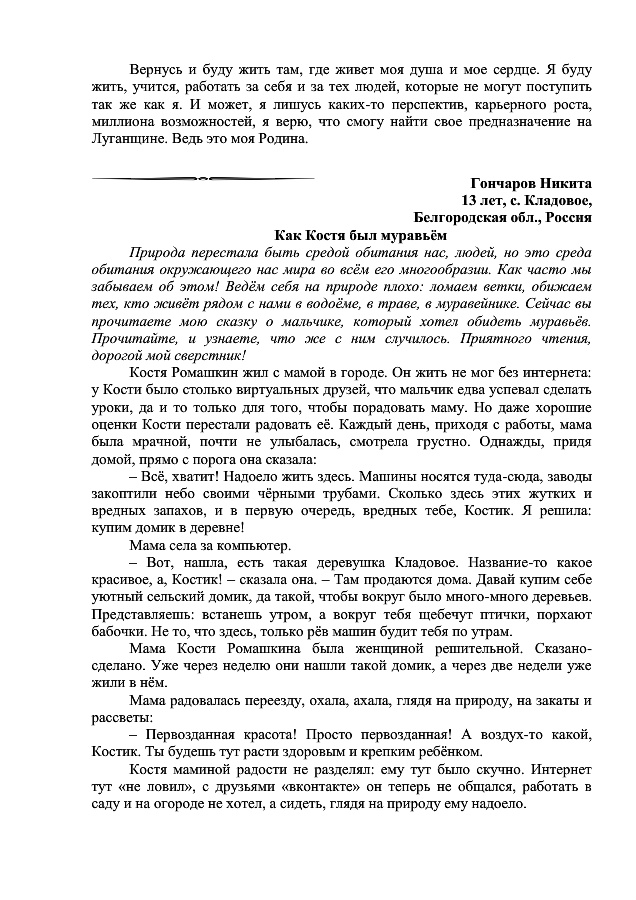 Вернусь и буду жить там, где живет моя душа и мое сердце. Я буду
жить, учится, работать за себя и за тех людей, которые не могут поступить
так же как я. И может, я лишусь каких-то перспектив, карьерного роста,
миллиона возможностей, я верю, что смогу найти свое предназначение на
Луганщине. Ведь это моя Родина.
Гончаров Никита
13 лет, с. Кладовое,
Белгородская обл., Россия
Как Костя был муравьём
Природа перестала быть средой обитания нас, людей, но это среда
обитания окружающего нас мира во всём его многообразии. Как часто мы
забываем об этом! Ведём себя на природе плохо: ломаем ветки, обижаем
тех, кто живёт рядом с нами в водоёме, в траве, в муравейнике. Сейчас вы
прочитаете мою сказку о мальчике, который хотел обидеть муравьёв.
Прочитайте, и узнаете, что же с ним случилось. Приятного чтения,
дорогой мой сверстник!
Костя Ромашкин жил с мамой в городе. Он жить не мог без интернета:
у Кости было столько виртуальных друзей, что мальчик едва успевал сделать
уроки, да и то только для того, чтобы порадовать маму. Но даже хорошие
оценки Кости перестали радовать её. Каждый день, приходя с работы, мама
была мрачной, почти не улыбалась, смотрела грустно. Однажды, придя
домой, прямо с порога она сказала:
– Всё, хватит! Надоело жить здесь. Машины носятся туда-сюда, заводы
закоптили небо своими чёрными трубами. Сколько здесь этих жутких и
вредных запахов, и в первую очередь, вредных тебе, Костик. Я решила:
купим домик в деревне!
Мама села за компьютер.
– Вот, нашла, есть такая деревушка Кладовое. Название-то какое
красивое, а, Костик! – сказала она. – Там продаются дома. Давай купим себе
уютный сельский домик, да такой, чтобы вокруг было много-много деревьев.
Представляешь: встанешь утром, а вокруг тебя щебечут птички, порхают
бабочки. Не то, что здесь, только рёв машин будит тебя по утрам.
Мама Кости Ромашкина была женщиной решительной. Сказано-
сделано. Уже через неделю они нашли такой домик, а через две недели уже
жили в нём.
Мама радовалась переезду, охала, ахала, глядя на природу, на закаты и
рассветы:
– Первозданная красота! Просто первозданная! А воздух-то какой,
Костик. Ты будешь тут расти здоровым и крепким ребёнком.
Костя маминой радости не разделял: ему тут было скучно. Интернет
тут «не ловил», с друзьями «вконтакте» он теперь не общался, работать в
саду и на огороде не хотел, а сидеть, глядя на природу ему надоело.